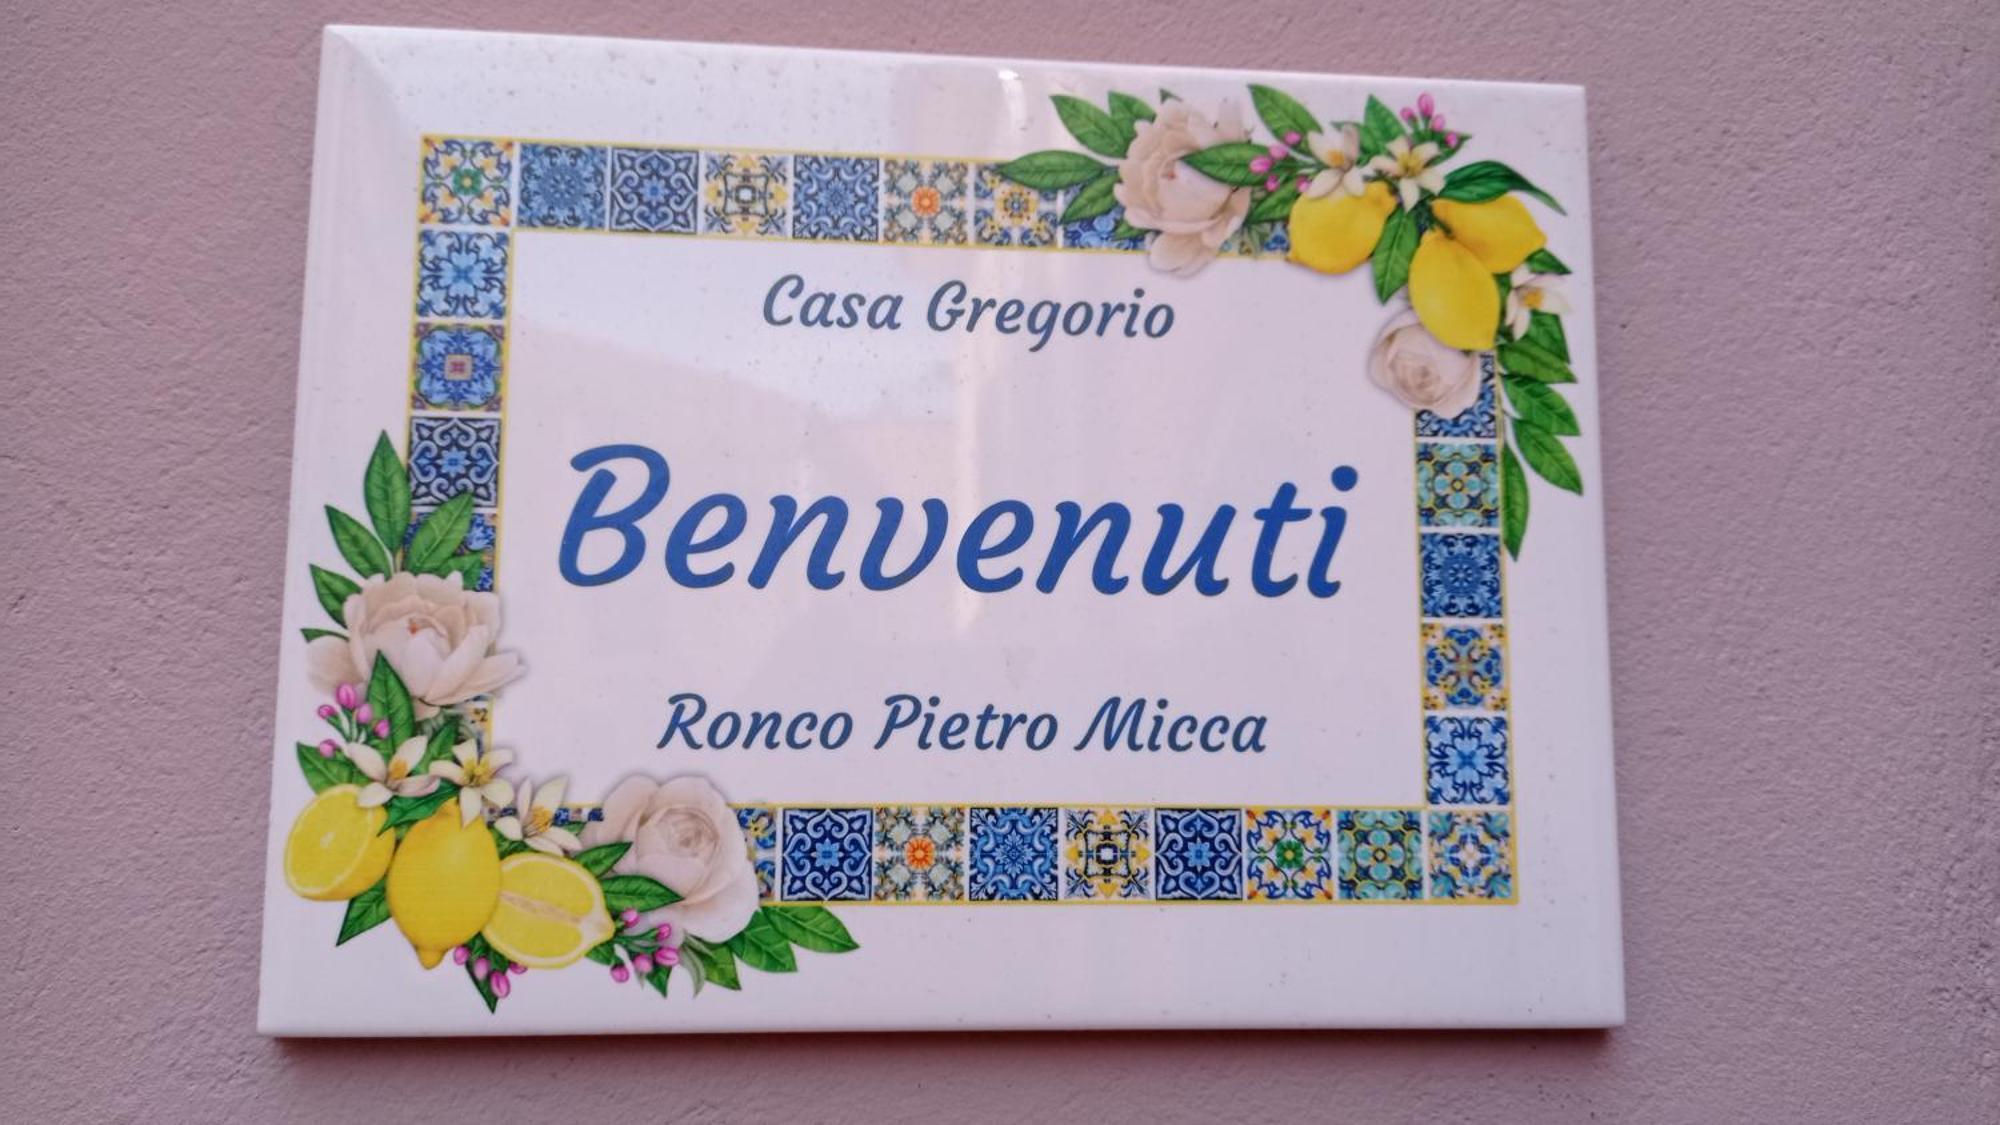 Casa Gregorio
Benvenuti
Ronco Pietro Micca